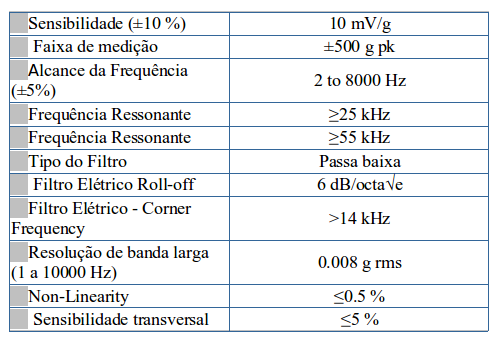 Sensibilidade (±10 %) 10 mV/g
Faixa de medição ±500 g pk
Alcance da Frequência
(±5%) 2 to 8000 Hz
Frequência Ressonante ≥25 kHz
Frequência Ressonante ≥55 kHz
Tipo do Filtro Passa baixa
Filtro Elétrico Roll-off 6 dB/octa√e
Filtro Elétrico - Corner
Frequency >14 kHz
Resolução de banda larga
(1 a 10000 Hz) 0.008 g rms
Non-Linearity ≤0.5 %
Sensibilidade transversal ≤5 %